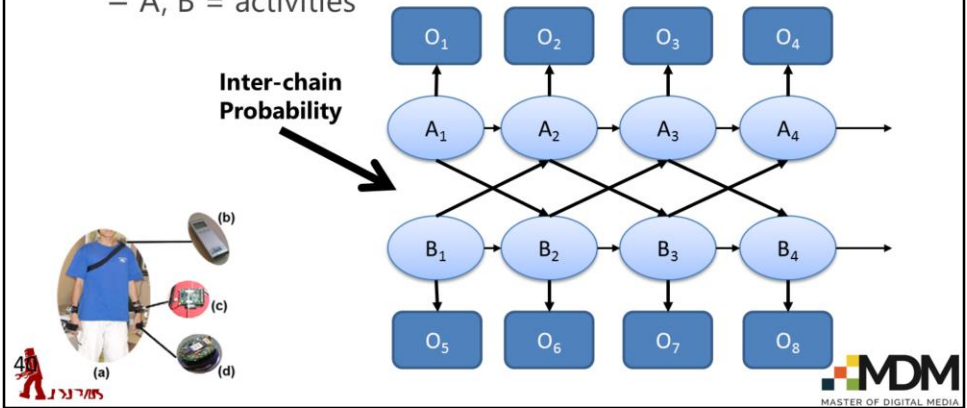 – A, B = activities
O₁ O₂ O₃ O₄
Inter-chain
Probability
A₁ A₂ A₃ A₄
(b)
B₁ B₂ B₃ B₄
(c)
O₅ O₆ O₇ O₈
40
(a) (d)
MDM
MASTER OF DIGITAL MEDIA